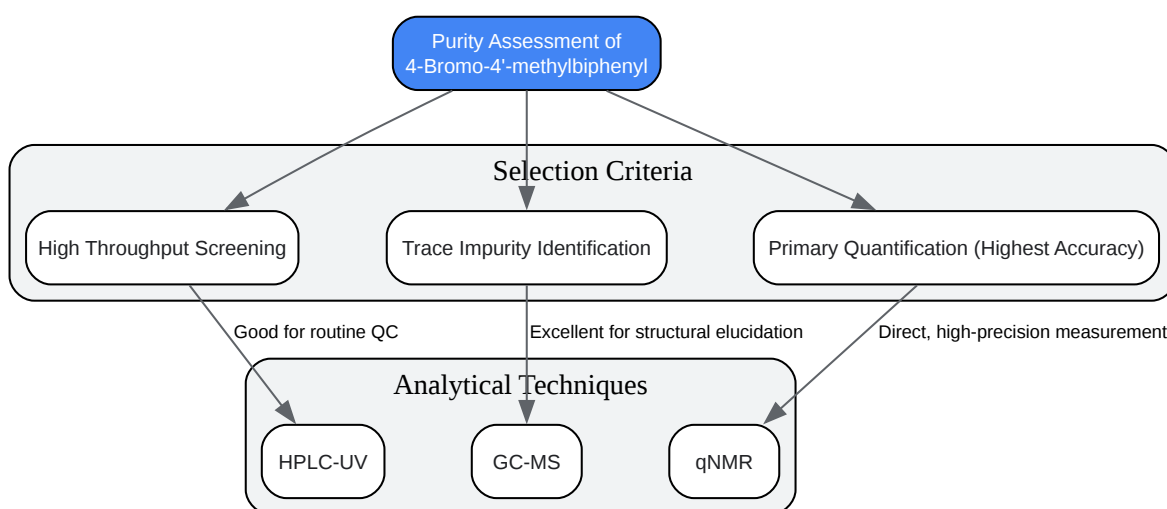 Purity Assessment of
4-Bromo-4'-methylbiphenyl
Selection Criteria
High Throughput Screening
Trace Impurity Identification
Primary Quantification (Highest Accuracy)
Good for routine QC
Excellent for structural elucidation
Direct, high-precision measurement
Analytical Techniques
HPLC-UV
GC-MS
qNMR